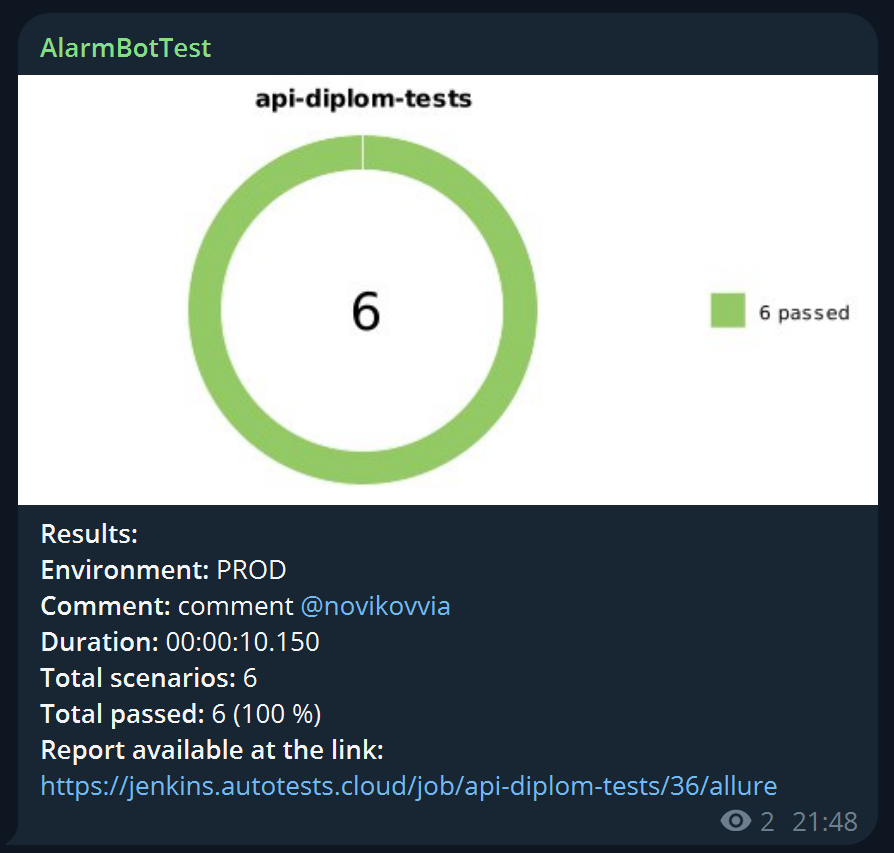 AlarmBotTest
api-diplom-tests
6
6 passed
Results:
Environment: PROD
Comment: comment @novikovvia
Duration: 00:00:10.150
Total scenarios: 6
Total passed: 6 (100 %)
Report available at the link:
https://jenkins.autotests.cloud/job/api-diplom-tests/36/allure
2 21:48